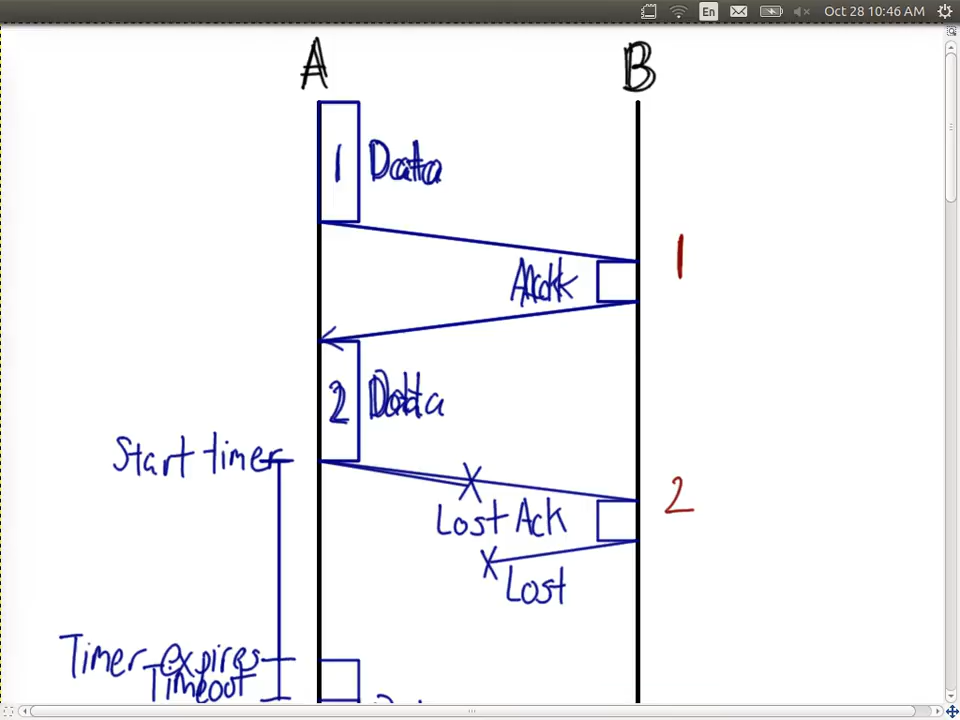 En Oct 28 10:46 AM
A B
1 Data
1
Ack
2 Data
Start timer
2
Lost Ack
Lost
Timer expires
Timeout